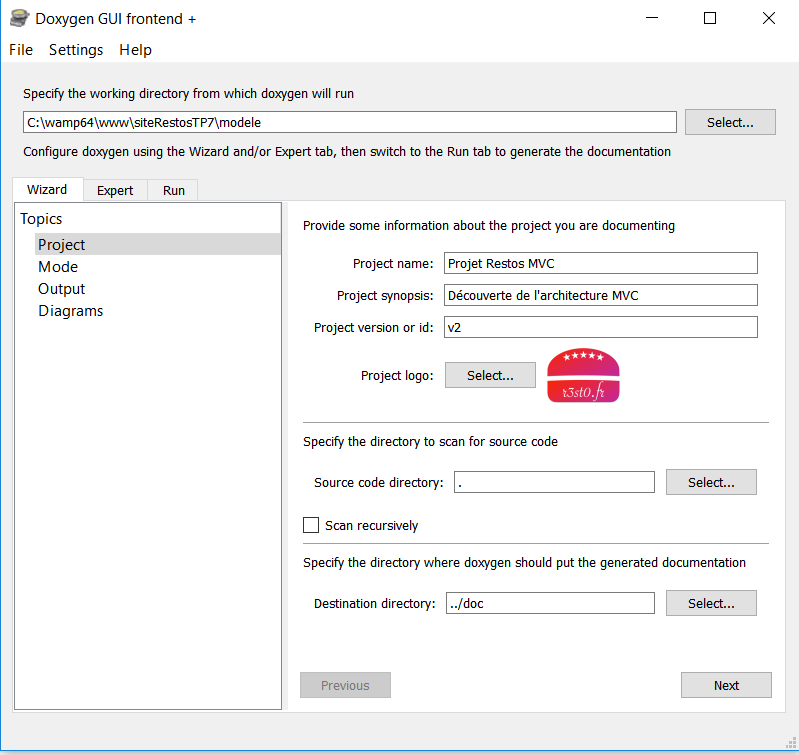 Doxygen GUI frontend +
File Settings Help
Specify the working directory from which doxygen will run
C:\wamp64\www\siteRestosTP7\modele Select...
Configure doxygen using the Wizard and/or Expert tab, then switch to the Run tab to generate the documentation
Wizard Expert Run
Topics
Project
Mode
Output
Diagrams
Provide some information about the project you are documenting
Project name: Projet Restos MVC
Project synopsis: Découverte de l'architecture MVC
Project version or id: v2
Project logo: Select... r3st0.fr
Specify the directory to scan for source code
Source code directory: . Select...
Scan recursively
Specify the directory where doxygen should put the generated documentation
Destination directory: ../doc Select...
Previous Next